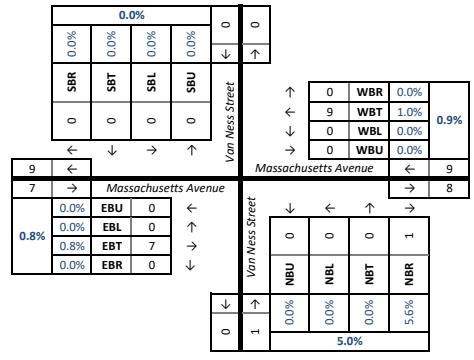 0.0%
0.0% 0.0% 0.0% 0.0% 0 0
↓ ↑
SBR SBT SBL SBU
0 0 0 0
Van Ness Street
← ↓ → ↑
↑ 0 WBR 0.0%
← 9 WBT 1.0%
↓ 0 WBL 0.0%
→ 0 WBU 0.0%
0.9%
9 ← Massachusetts Avenue ← 9
7 → Massachusetts Avenue → 8
0.8%
0.0% EBU 0 ←
0.0% EBL 0 ↑
0.8% EBT 7 →
0.0% EBR 0 ↓
Van Ness Street
↓ ← ↑ →
0 0 0 1
NBU NBL NBT NBR
↓ ↑
0 1 0.0% 0.0% 0.0% 5.6%
5.0%